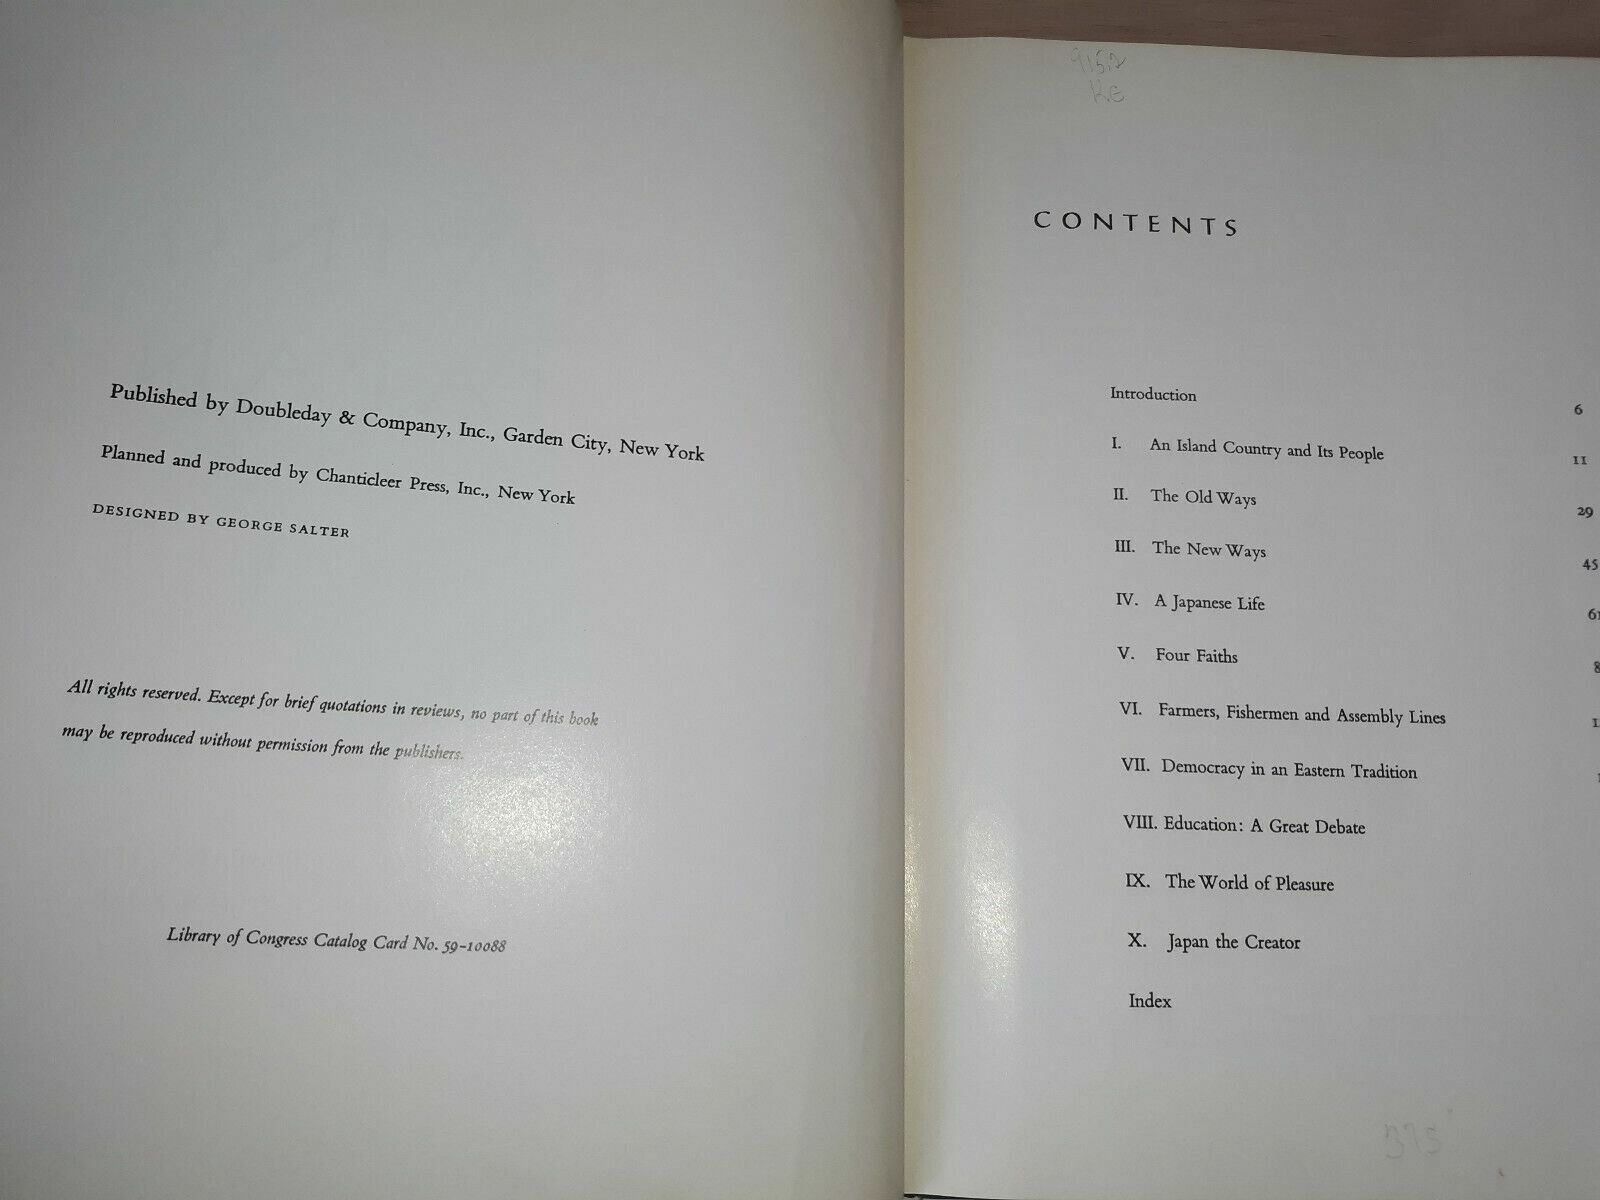 Published by Doubleday & Company, Inc., Garden City, New York
Planned and produced by Chanticleer Press, Inc., New York
DESIGNED BY GEORGE SALTER
All rights reserved. Except for brief quotations in reviews, no part of this book
may be reproduced without permission from the publishers.
Library of Congress Catalog Card No. 59-10088
915.2
KE
CONTENTS
Introduction 6
I. An Island Country and Its People 11
II. The Old Ways 29
III. The New Ways 45
IV. A Japanese Life 61
V. Four Faiths
VI. Farmers, Fishermen and Assembly Lines
VII. Democracy in an Eastern Tradition
VIII. Education: A Great Debate
IX. The World of Pleasure
X. Japan the Creator
Index
375